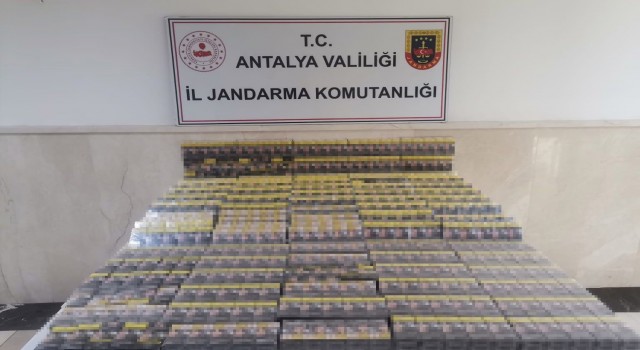 T.C.
ANTALYA VALİLİĞİ
İL JANDARMA KOMUTANLIĞI